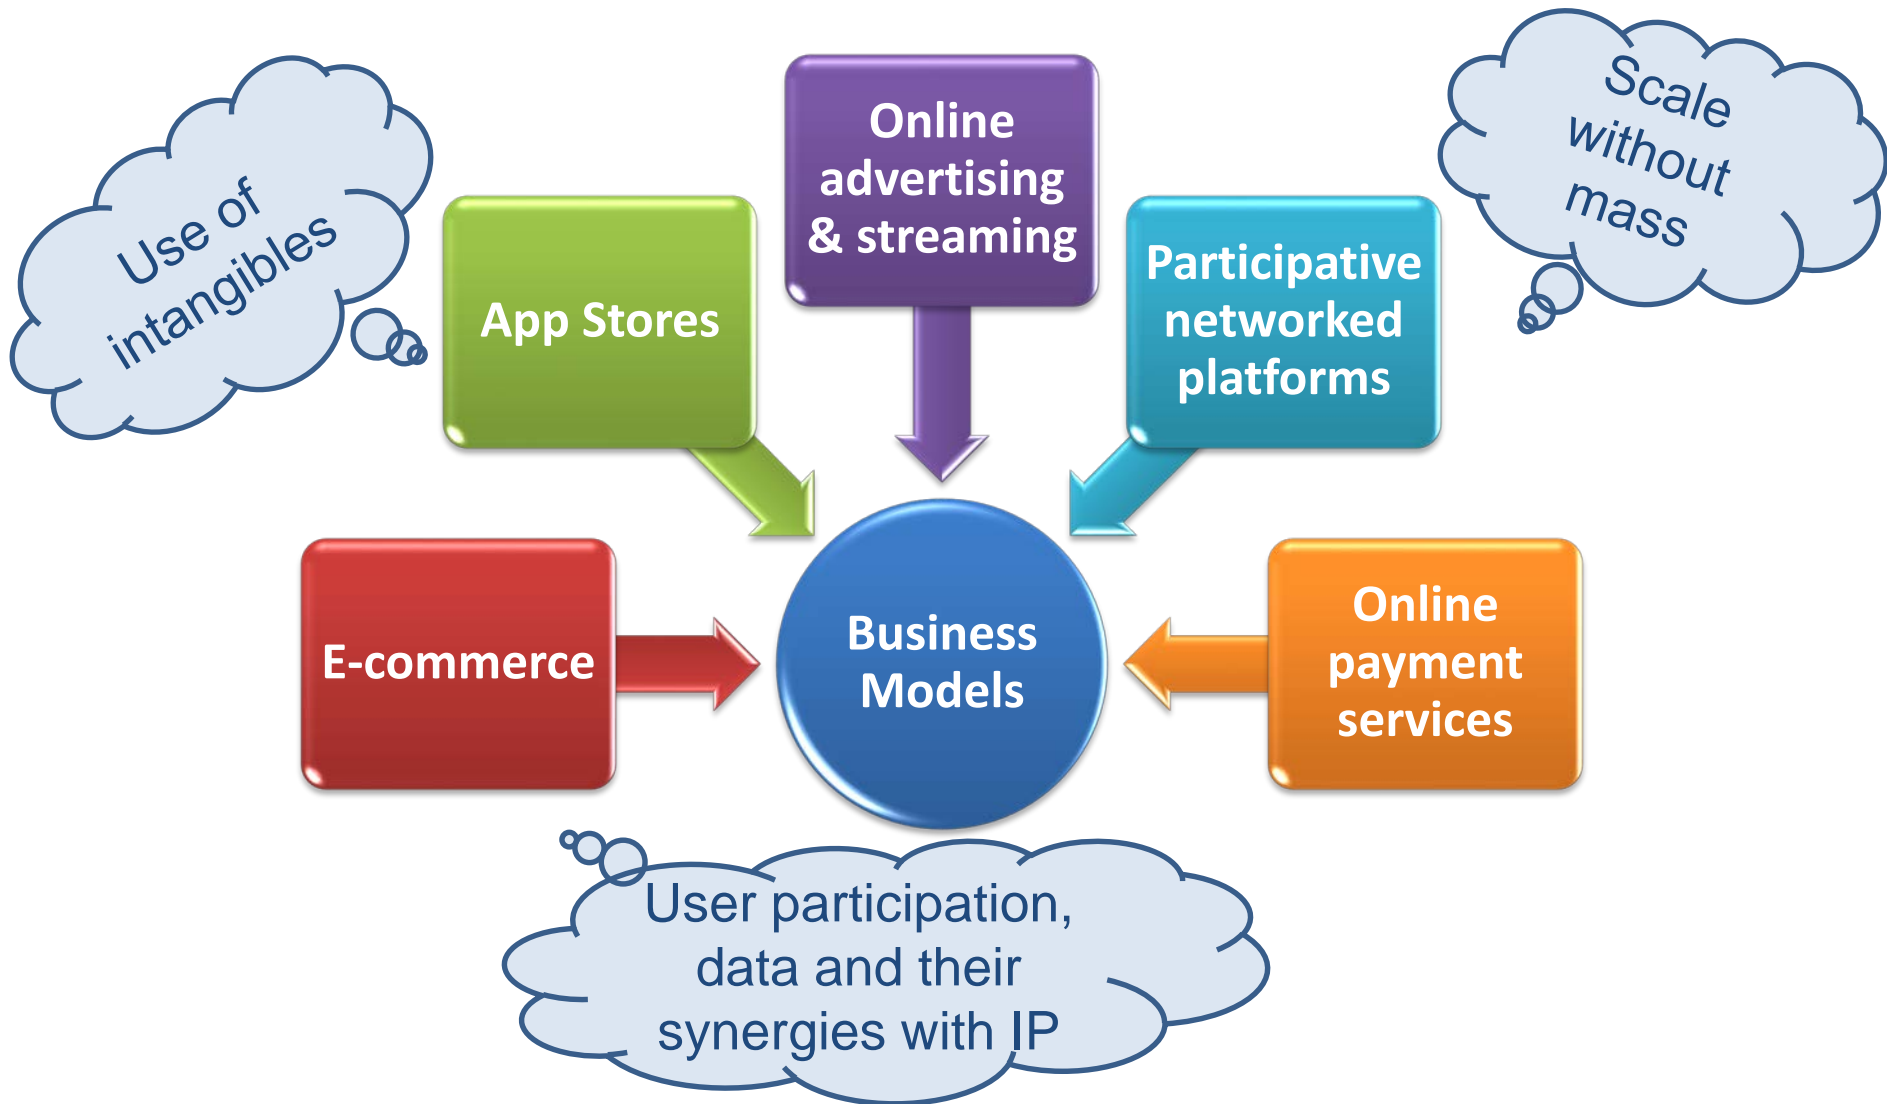 Use of
intangibles
App Stores
Online
advertising
& streaming
Participative
networked
platforms
Scale
without
mass
E-commerce
Business
Models
Online
payment
services
User participation,
data and their
synergies with IP